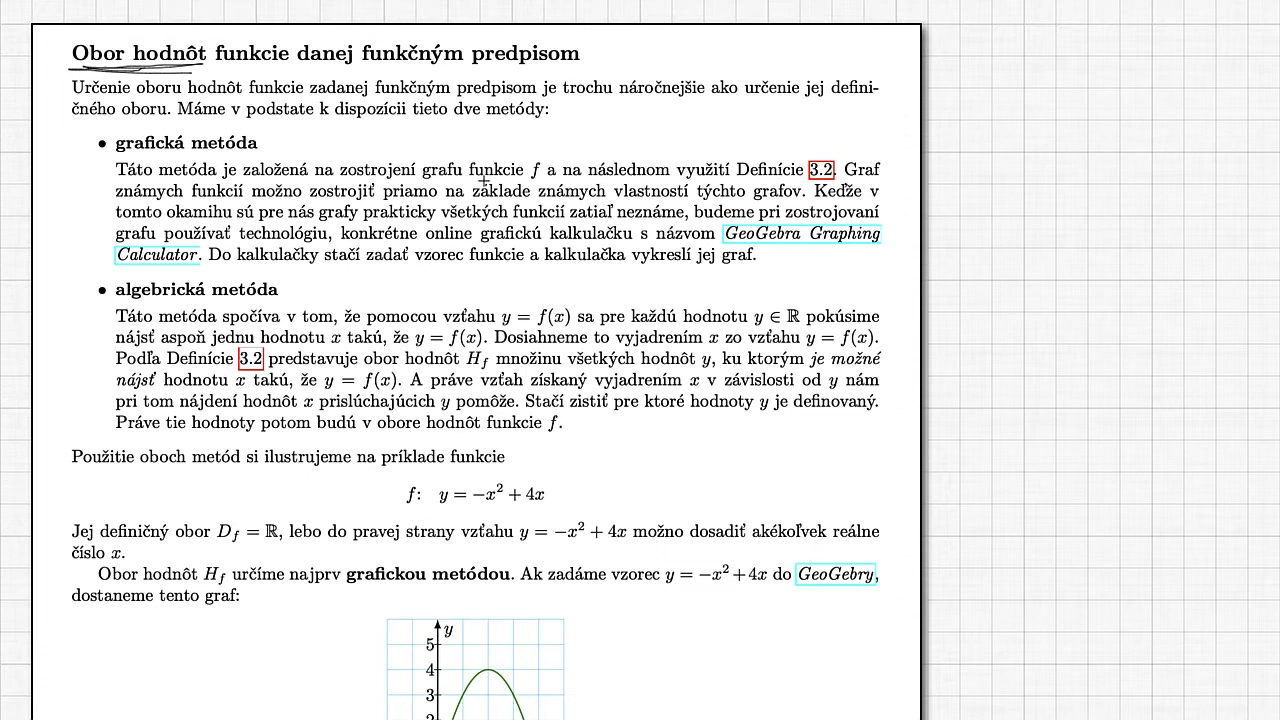 Obor hodnôt funkcie danej funkčným predpisom
Určenie oboru hodnôt funkcie zadanej funkčným predpisom je trochu náročnejšie ako určenie jej defini-
čného oboru. Máme v podstate k dispozícii tieto dve metódy:
• grafická metóda
Táto metóda je založená na zostrojení grafu funkcie f a na následnom využití Definície 3.2. Graf
známych funkcií možno zostrojiť priamo na základe známych vlastností týchto grafov. Keďže v
tomto okamihu sú pre nás grafy prakticky všetkých funkcií zatiaľ neznáme, budeme pri zostrojovaní
grafu používať technológiu, konkrétne online grafickú kalkulačku s názvom GeoGebra Graphing
Calculator. Do kalkulačky stačí zadať vzorec funkcie a kalkulačka vykreslí jej graf.
• algebrická metóda
Táto metóda spočíva v tom, že pomocou vzťahu y = f(x) sa pre každú hodnotu y ∈ ℝ pokúsime
nájsť aspoň jednu hodnotu x takú, že y = f(x). Dosiahneme to vyjadrením x zo vzťahu y = f(x).
Podľa Definície 3.2 predstavuje obor hodnôt H_f množinu všetkých hodnôt y, ku ktorým je možné
nájsť hodnotu x takú, že y = f(x). A práve vzťah získaný vyjadrením x v závislosti od y nám
pri tom nájdení hodnôt x prislúchajúcich y pomôže. Stačí zistiť pre ktoré hodnoty y je definovaný.
Práve tie hodnoty potom budú v obore hodnôt funkcie f.
Použitie oboch metód si ilustrujeme na príklade funkcie
f: y = −x² + 4x
Jej definičný obor D_f = ℝ, lebo do pravej strany vzťahu y = −x² + 4x možno dosadiť akékoľvek reálne
číslo x.
Obor hodnôt H_f určíme najprv grafickou metódou. Ak zadáme vzorec y = −x² + 4x do GeoGebry,
dostaneme tento graf:
y
5
4
3
2